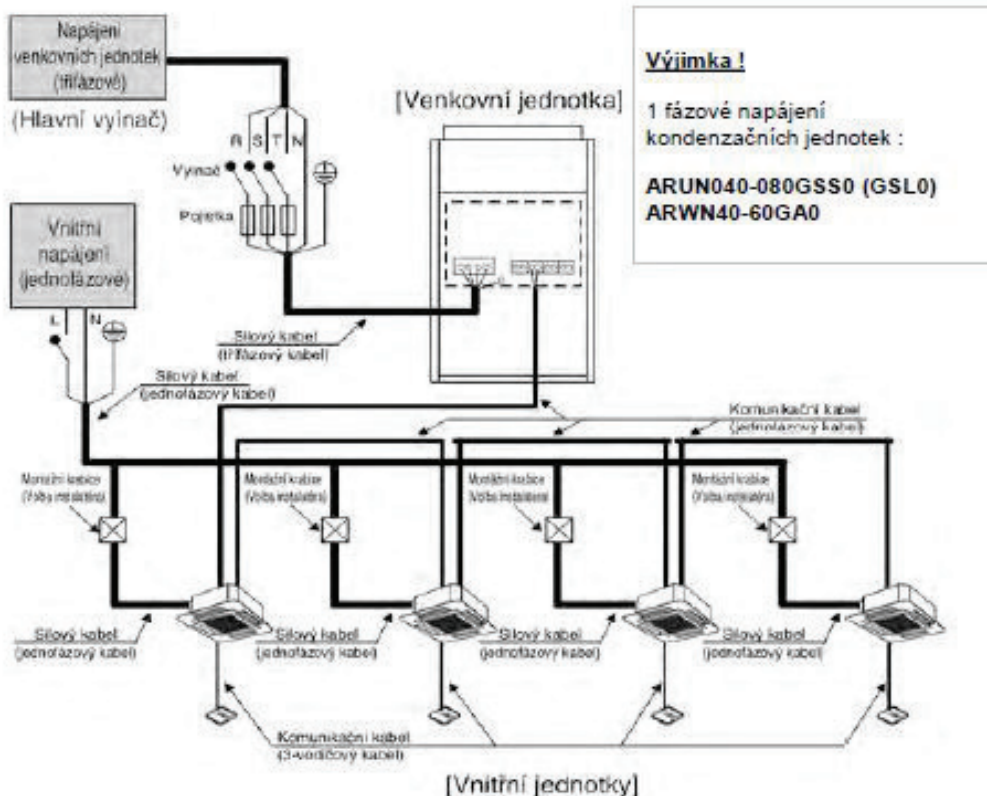 Napájení
venkovních jednotek
(třífázové)
(Hlavní vyinač)
[Venkovní jednotka]
Výjimka !
1 fázové napájení
kondenzačních jednotek :
ARUN040-080GSS0 (GSL0)
ARWN40-60GA0
R S T N
Vyinač
Pojistka
Vnitřní
napájení
(jednofázové)
L N
Silový kabel
(třífázový kabel)
Silový kabel
(jednofázový kabel)
Komunikační kabel
(jednofázový kabel)
Montážní krabice
(Volba instalatéra)
Montážní krabice
(Volba instalatéra)
Montážní krabice
(Volba instalatéra)
Montážní krabice
(Volba instalatéra)
Silový kabel
(jednofázový kabel)
Silový kabel
(jednofázový kabel)
Silový kabel
(jednofázový kabel)
Silový kabel
(jednofázový kabel)
Komunikační kabel
(3-vodičový kabel)
[Vnitřní jednotky]